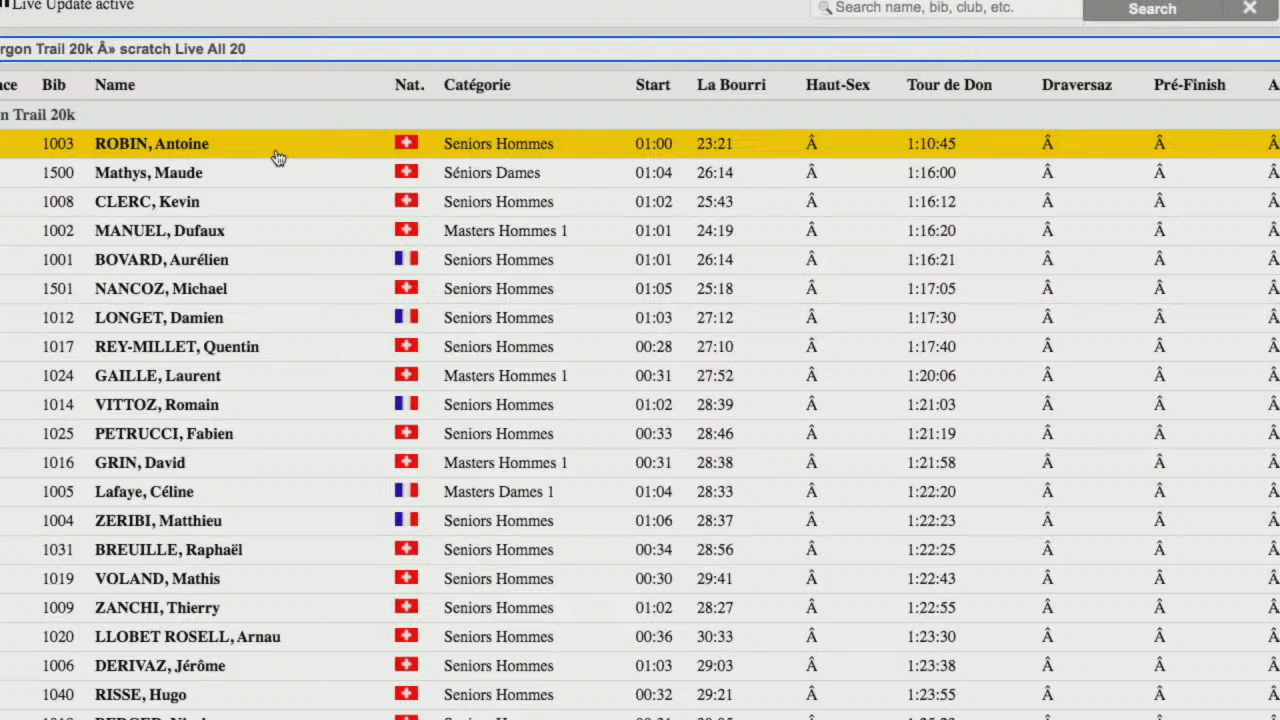 Live Update active
Search name, bib, club, etc.
Search
rgon Trail 20k Â» scratch Live All 20
ce Bib Name Nat. Catégorie Start La Bourri Haut-Sex Tour de Don Draversaz Pré-Finish A
n Trail 20k
1003 ROBIN, Antoine Seniors Hommes 01:00 23:21 Â 1:10:45 Â Â Â
1500 Mathys, Maude Séniors Dames 01:04 26:14 Â 1:16:00 Â Â Â
1008 CLERC, Kevin Seniors Hommes 01:02 25:43 Â 1:16:12 Â Â Â
1002 MANUEL, Dufaux Masters Hommes 1 01:01 24:19 Â 1:16:20 Â Â Â
1001 BOVARD, Aurélien Seniors Hommes 01:01 26:14 Â 1:16:21 Â Â Â
1501 NANCOZ, Michael Seniors Hommes 01:05 25:18 Â 1:17:05 Â Â Â
1012 LONGET, Damien Seniors Hommes 01:03 27:12 Â 1:17:30 Â Â Â
1017 REY-MILLET, Quentin Seniors Hommes 00:28 27:10 Â 1:17:40 Â Â Â
1024 GAILLE, Laurent Masters Hommes 1 00:31 27:52 Â 1:20:06 Â Â Â
1014 VITTOZ, Romain Seniors Hommes 01:02 28:39 Â 1:21:03 Â Â Â
1025 PETRUCCI, Fabien Seniors Hommes 00:33 28:46 Â 1:21:19 Â Â Â
1016 GRIN, David Masters Hommes 1 00:31 28:38 Â 1:21:58 Â Â Â
1005 Lafaye, Céline Masters Dames 1 01:04 28:33 Â 1:22:20 Â Â Â
1004 ZERIBI, Matthieu Seniors Hommes 01:06 28:37 Â 1:22:23 Â Â Â
1031 BREUILLE, Raphaël Seniors Hommes 00:34 28:56 Â 1:22:25 Â Â Â
1019 VOLAND, Mathis Seniors Hommes 00:30 29:41 Â 1:22:43 Â Â Â
1009 ZANCHI, Thierry Seniors Hommes 01:02 28:27 Â 1:22:55 Â Â Â
1020 LLOBET ROSELL, Arnau Seniors Hommes 00:36 30:33 Â 1:23:30 Â Â Â
1006 DERIVAZ, Jérôme Seniors Hommes 01:03 29:03 Â 1:23:38 Â Â Â
1040 RISSE, Hugo Seniors Hommes 00:32 29:21 Â 1:23:55 Â Â Â